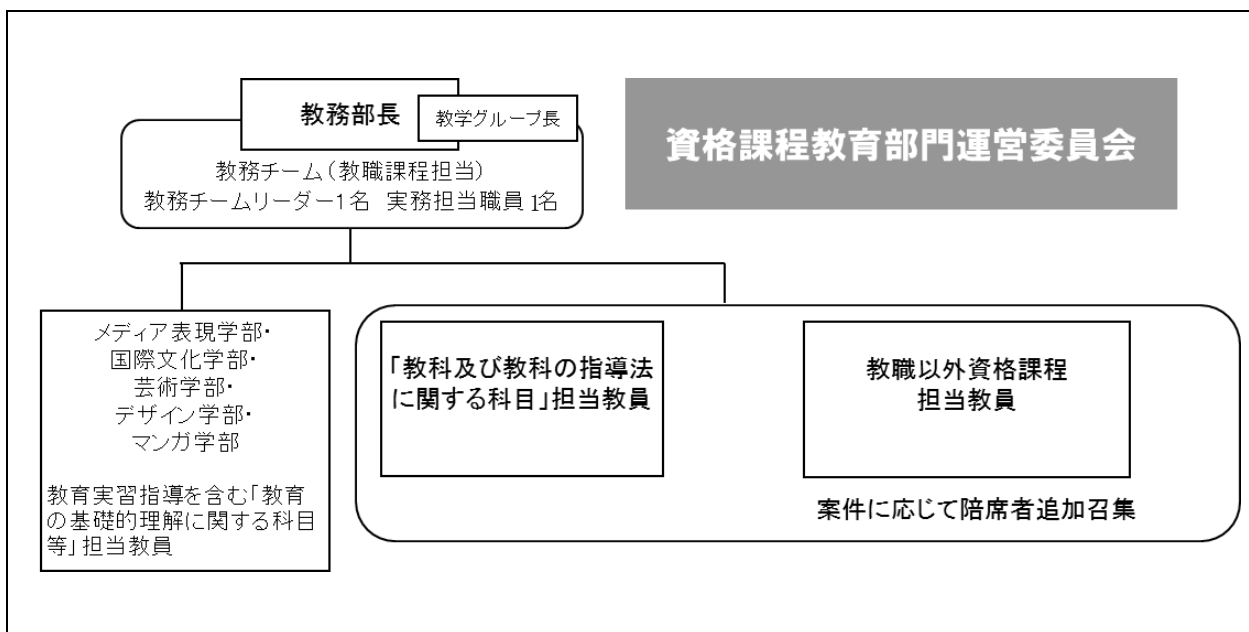 教務部長
教学グループ長
資格課程教育部門運営委員会
教務チーム(教職課程担当)
教務チームリーダー1名 実務担当職員1名
メディア表現学部・
国際文化学部・
芸術学部・
デザイン学部・
マンガ学部
教育実習指導を含む「教育
の基礎的理解に関する科目
等」担当教員
「教科及び教科の指導法
に関する科目」担当教員
教職以外資格課程
担当教員
案件に応じて陪席者追加召集